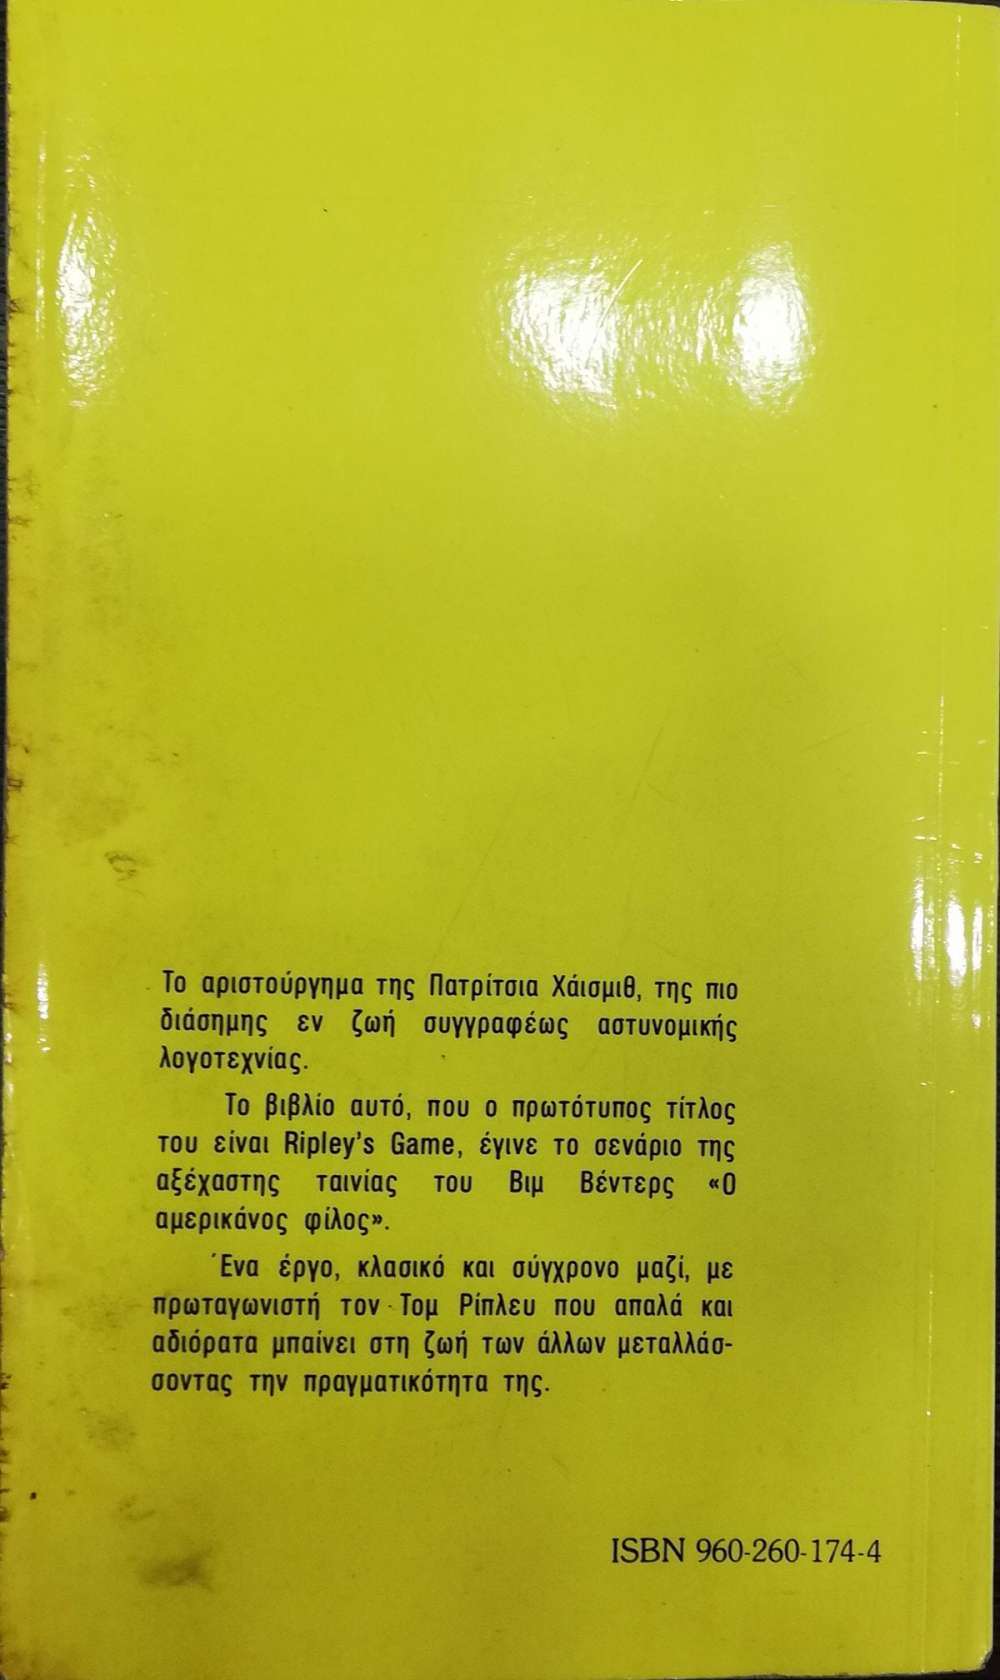 Το αριστούργημα της Πατρίτσια Χάισμιθ, της πιο
διάσημης εν ζωή συγγραφέως αστυνομικής
λογοτεχνίας.
Το βιβλίο αυτό, που ο πρωτότυπος τίτλος
του είναι Ripley's Game, έγινε το σενάριο της
αξέχαστης ταινίας του Βιμ Βέντερς «Ο
αμερικάνος φίλος».
Ένα έργο, κλασικό και σύγχρονο μαζί, με
πρωταγωνιστή τον Τομ Ρίπλευ που απαλά και
αδιόρατα μπαίνει στη ζωή των άλλων μεταλλάσ-
σοντας την πραγματικότητα της.
ISBN 960-260-174-4